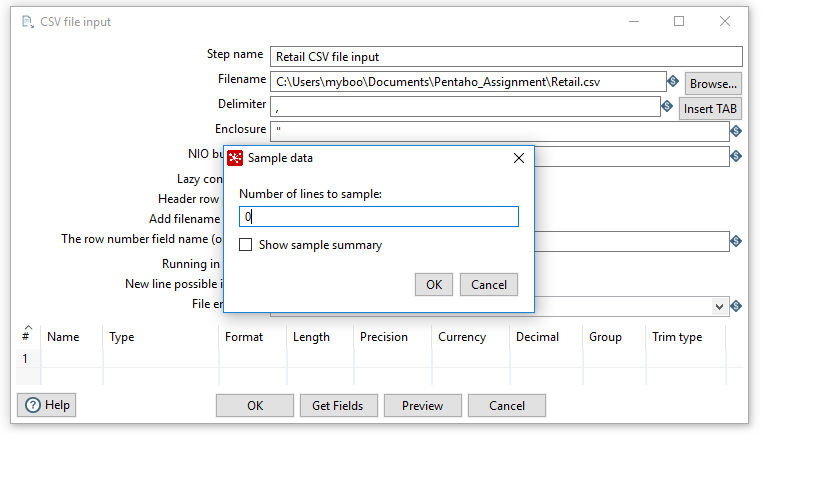 CSV file input
Step name Retail CSV file input
Filename C:\Users\myboo\Documents\Pentaho_Assignment\Retail.csv Browse...
Delimiter , Insert TAB
Enclosure "
NIO bu
Sample data
Lazy con
Number of lines to sample:
Header row
0
Add filename
The row number field name (o
Show sample summary
Running in
New line possible i
OK Cancel
File en
# Name Type Format Length Precision Currency Decimal Group Trim type
1
Help OK Get Fields Preview Cancel